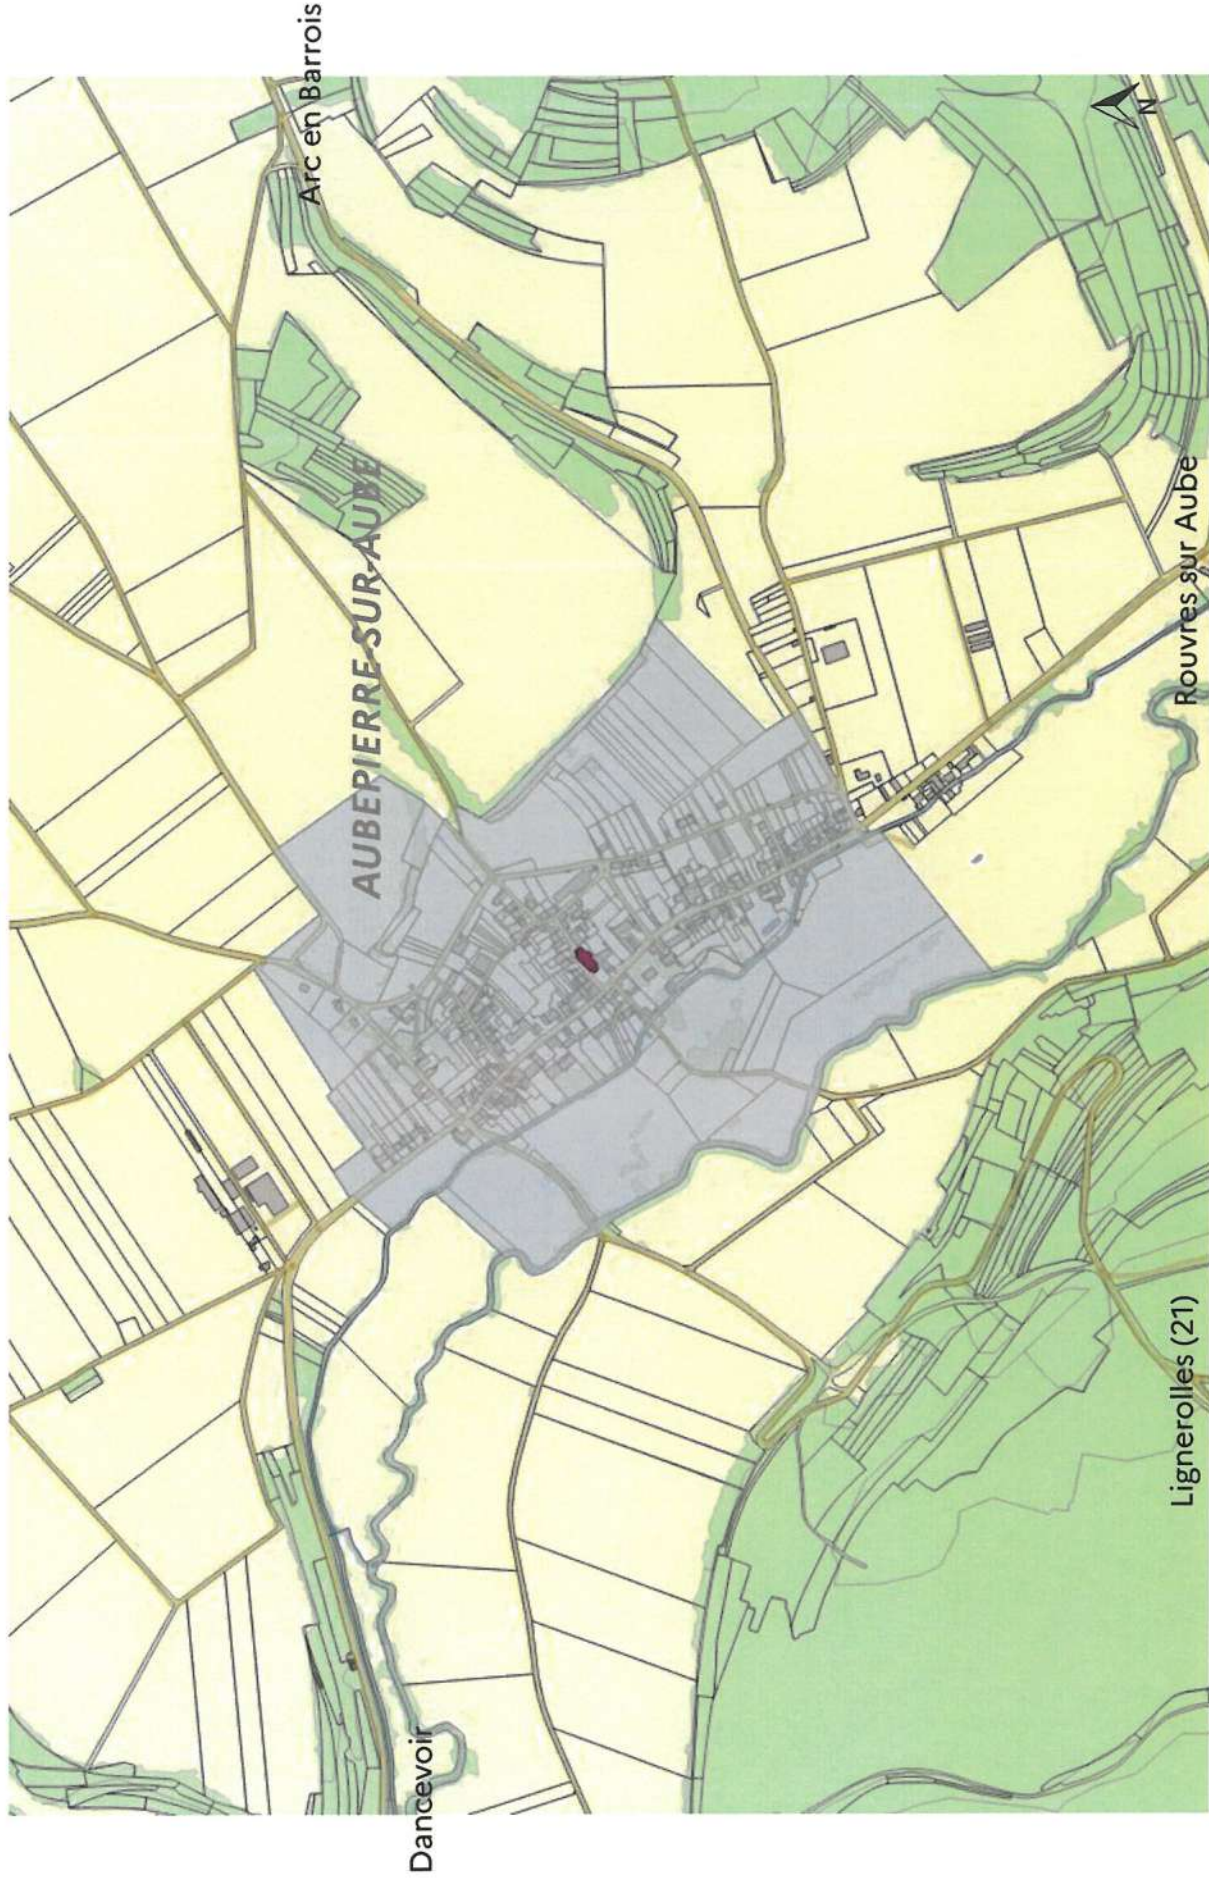 Arc en Barrois
AUBEPIERRE-SUR-AUBE
Dancevoir
Rouvres sur Aube
Lignerolles (21)
N